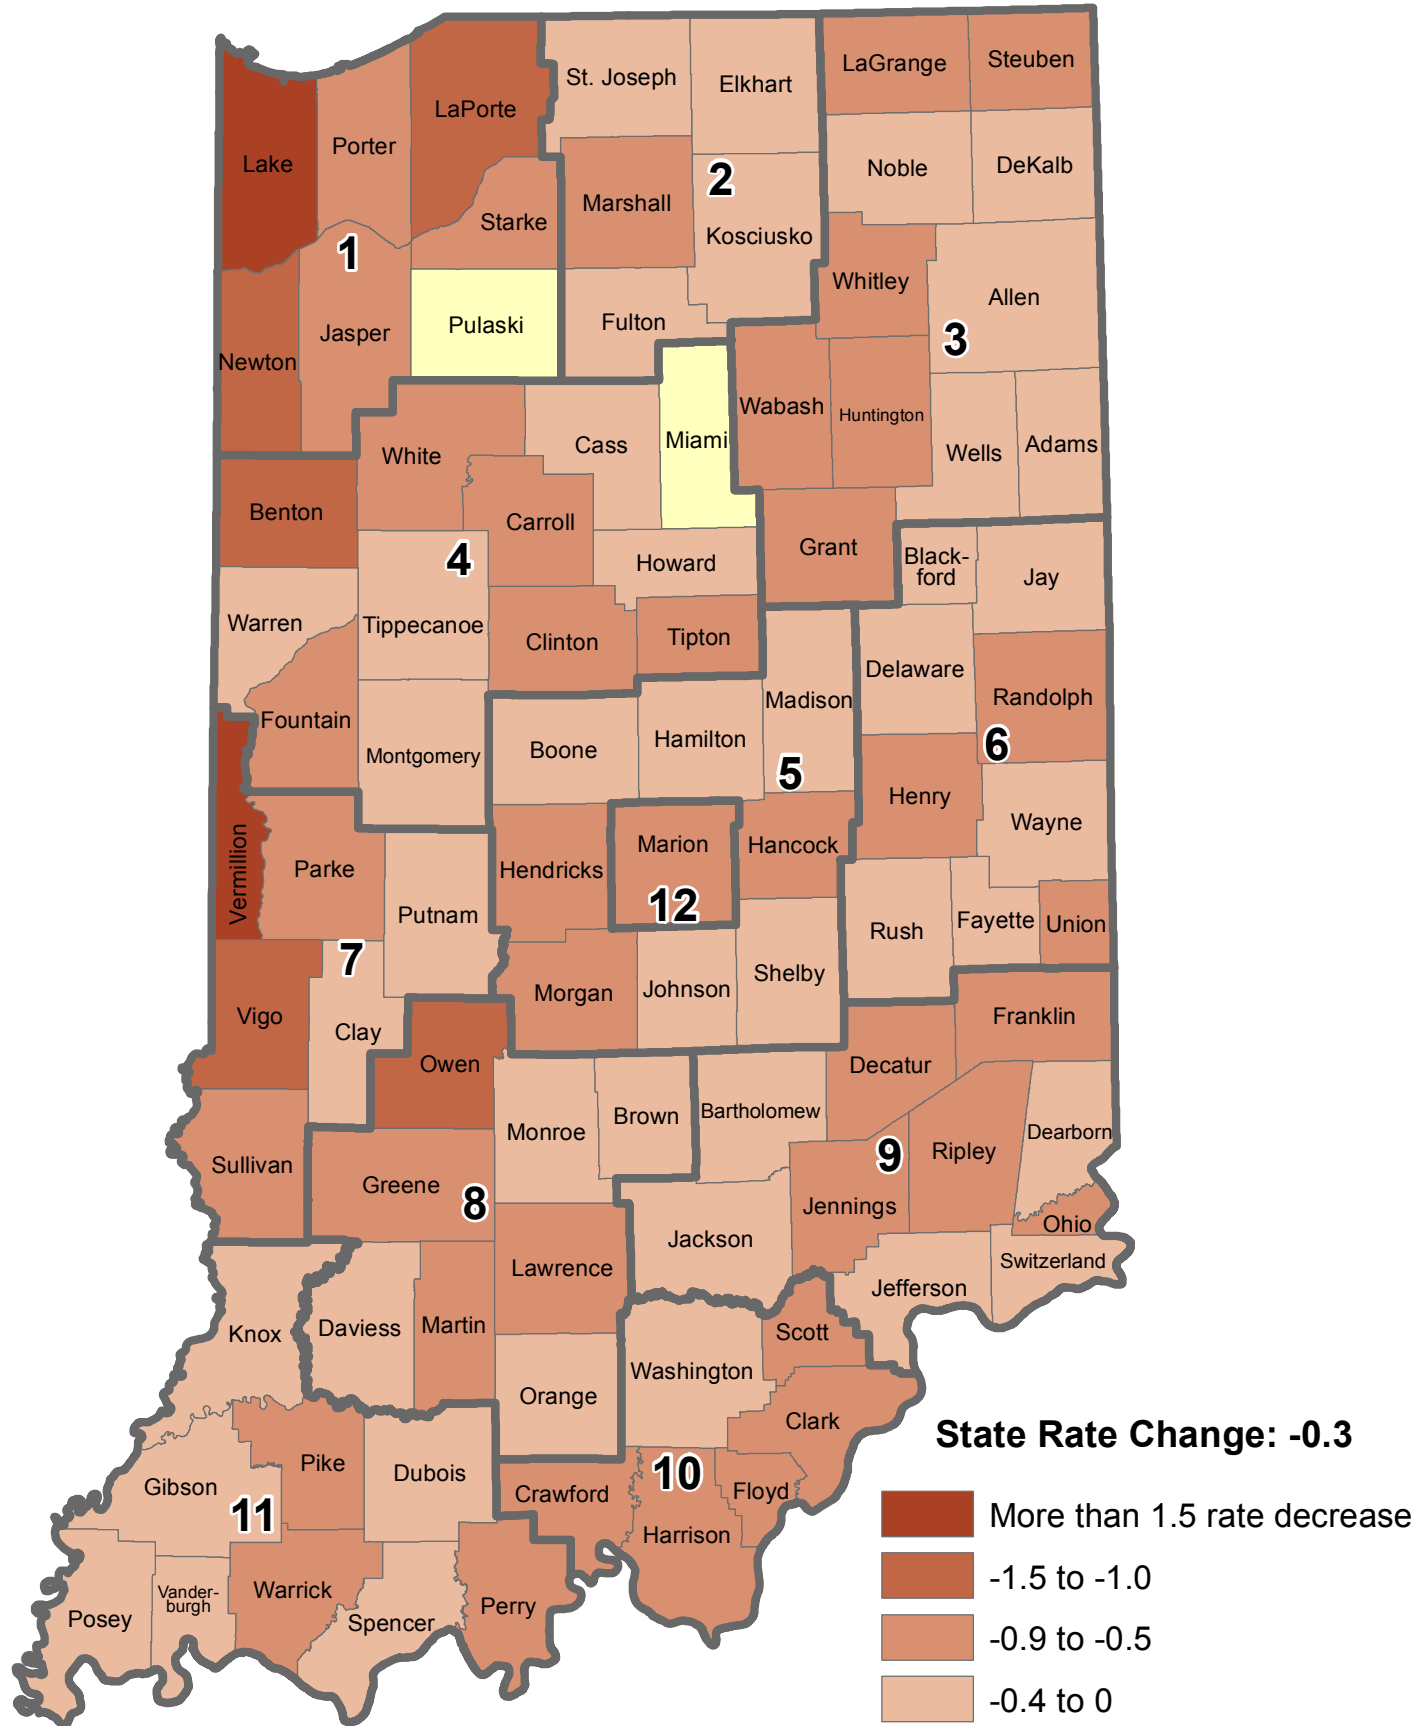 St. Joseph
Elkhart
LaGrange
Steuben
LaPorte
Porter
Lake
Noble
DeKalb
2
Marshall
Starke
Kosciusko
1
Whitley
Allen
Pulaski
Fulton
Jasper
3
Newton
Wabash
Huntington
Miami
Cass
White
Wells
Adams
Benton
Carroll
Grant
4
Howard
Black-
ford
Jay
Warren
Tippecanoe
Clinton
Tipton
Delaware
Randolph
Madison
Fountain
Hamilton
Boone
Montgomery
6
5
Henry
Wayne
Marion
Hancock
Hendricks
Parke
Vermillion
12
Putnam
Rush
Fayette
Union
7
Shelby
Johnson
Morgan
Vigo
Clay
Franklin
Owen
Decatur
Monroe
Brown
Bartholomew
Dearborn
9
Ripley
Sullivan
Greene
8
Jennings
Ohio
Jackson
Lawrence
Switzerland
Jefferson
Knox
Daviess
Martin
Scott
Washington
Orange
Clark
State Rate Change: -0.3
Pike
Dubois
10
Gibson
11
Crawford
Floyd
Harrison
More than 1.5 rate decrease
-1.5 to -1.0
Warrick
Vander-
burgh
Posey
Spencer
Perry
-0.9 to -0.5
-0.4 to 0